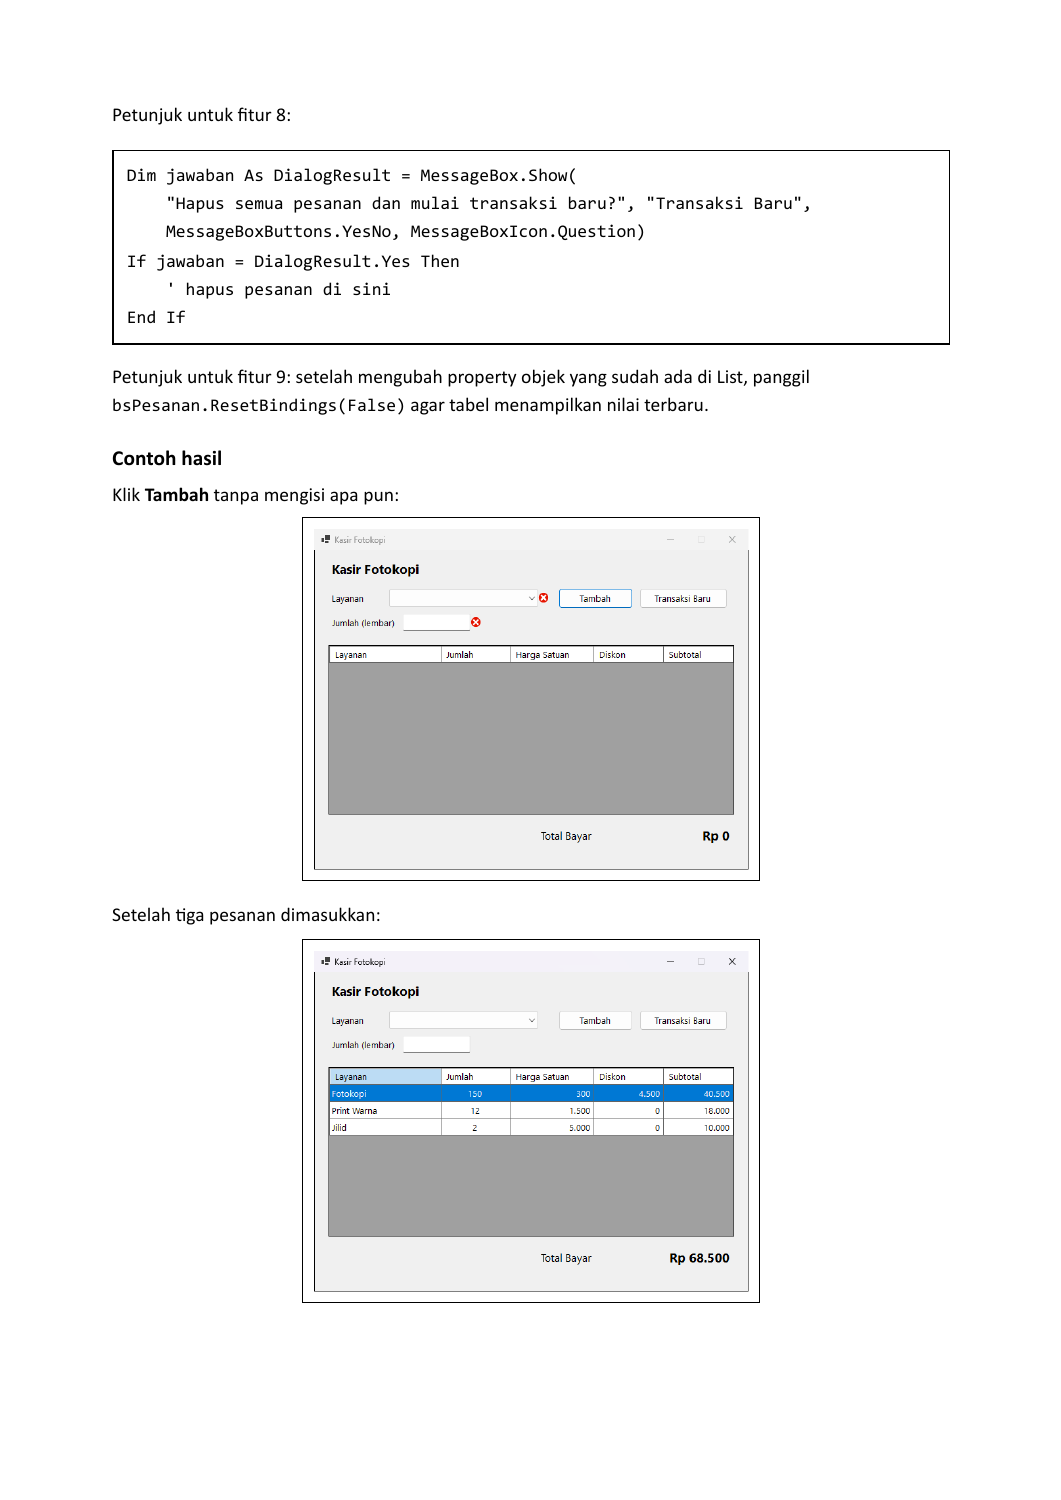 Petunjuk untuk fitur 8:
Dim jawaban As DialogResult = MessageBox.Show(
"Hapus semua pesanan dan mulai transaksi baru?", "Transaksi Baru",
MessageBoxButtons.YesNo, MessageBoxIcon.Question)
If jawaban = DialogResult.Yes Then
' hapus pesanan di sini
End If
Petunjuk untuk fitur 9: setelah mengubah property objek yang sudah ada di List, panggil
bsPesanan.ResetBindings(False) agar tabel menampilkan nilai terbaru.
Contoh hasil
Klik Tambah tanpa mengisi apa pun:
Kasir Fotokopi
Kasir Fotokopi
Layanan Tambah Transaksi Baru
Jumlah (lembar)
Layanan Jumlah Harga Satuan Diskon Subtotal
Total Bayar Rp 0
Setelah tiga pesanan dimasukkan:
Kasir Fotokopi
Kasir Fotokopi
Layanan Tambah Transaksi Baru
Jumlah (lembar)
Layanan Jumlah Harga Satuan Diskon Subtotal
Fotokopi 150 300 4.500 40.500
Print Warna 12 1.500 0 18.000
Jilid 2 5.000 0 10.000
Total Bayar Rp 68.500